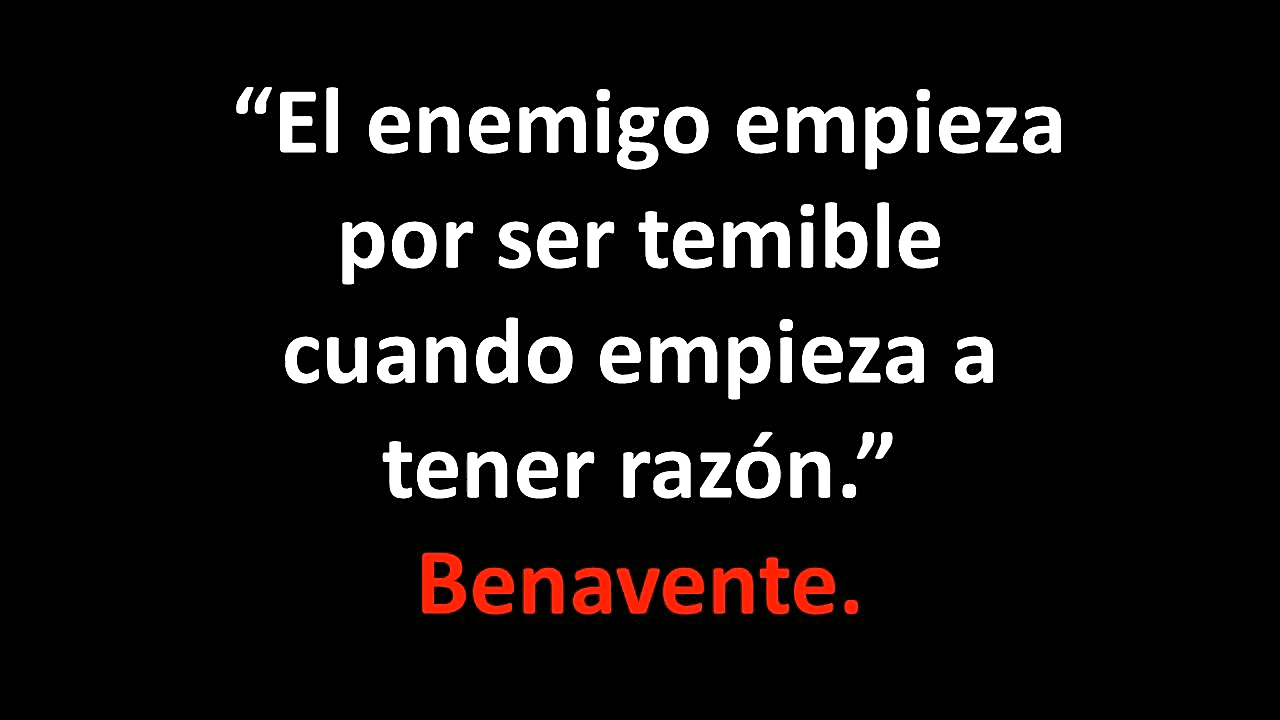 “El enemigo empieza
por ser temible
cuando empieza a
tener razón.”
Benavente.